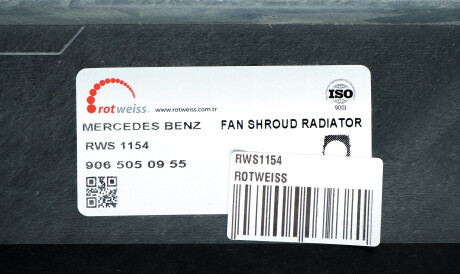 rotweiss. www.rotweiss.com.tr
ISO
9001
MERCEDES BENZ FAN SHROUD RADIATOR
RWS 1154
906 505 09 55
RWS1154
ROTWEISS